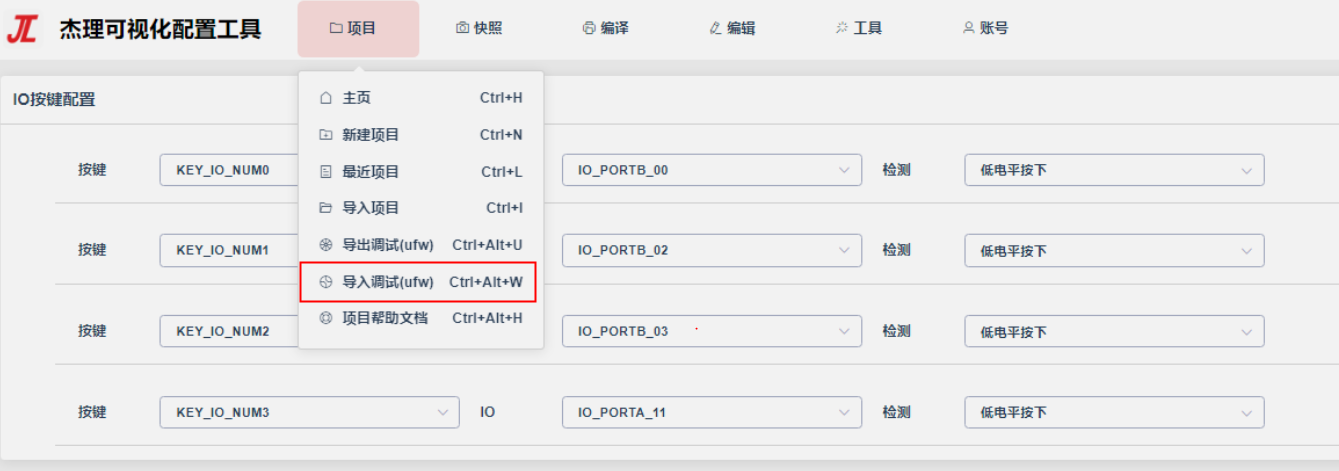 JL 杰理可视化配置工具 项目 快照 编译 编辑 工具 账号
IO按键配置
主页 Ctrl+H
新建项目 Ctrl+N
最近项目 Ctrl+L
导入项目 Ctrl+I
导出调试(ufw) Ctrl+Alt+U
导入调试(ufw) Ctrl+Alt+W
项目帮助文档 Ctrl+Alt+H
按键 KEY_IO_NUM0 IO_PORTB_00 检测 低电平按下
按键 KEY_IO_NUM1 IO_PORTB_02 检测 低电平按下
按键 KEY_IO_NUM2 IO_PORTB_03 检测 低电平按下
按键 KEY_IO_NUM3 IO IO_PORTA_11 检测 低电平按下